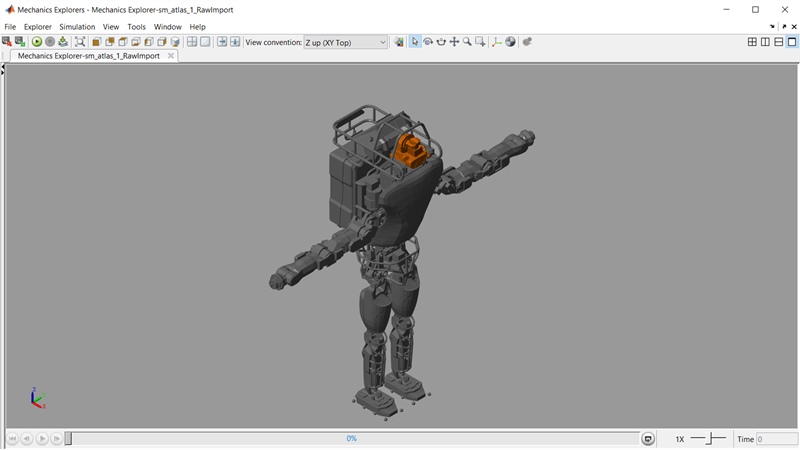 Mechanics Explorers - Mechanics Explorer-sm_atlas_1_RawImport
File Explorer Simulation View Tools Window Help
View convention: Z up (XY Top)
Mechanics Explorer-sm_atlas_1_RawImport
Z
Y
X
0%
1X
Time 0